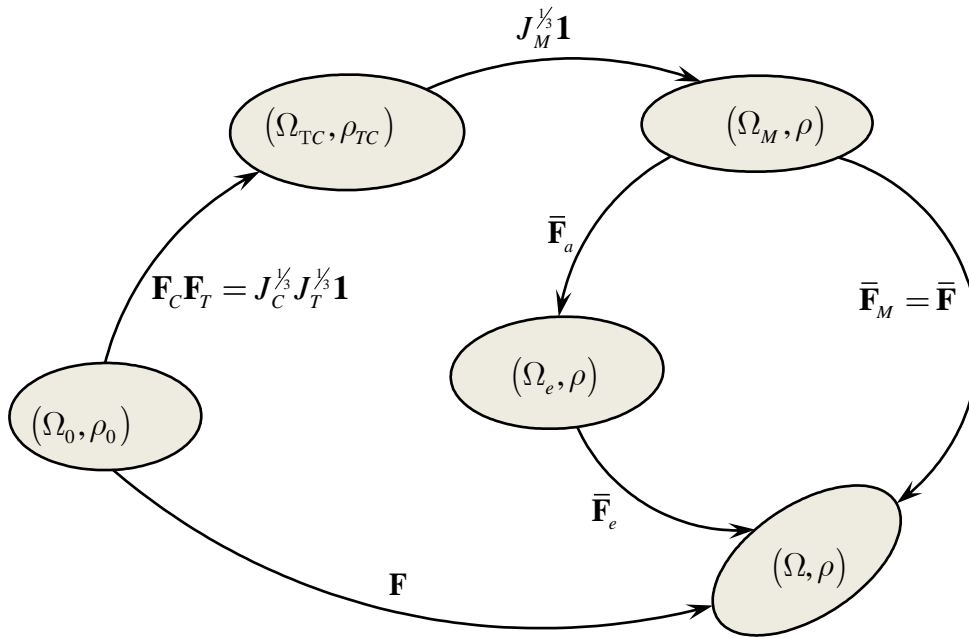 J_M^{1/3} 𝟏
(Ω_TC, ρ_TC)
(Ω_M, ρ)
F̄_a
F_C F_T = J_C^{1/3} J_T^{1/3} 𝟏
F̄_M = F̄
(Ω_e, ρ)
(Ω_0, ρ_0)
F̄_e
(Ω, ρ)
F